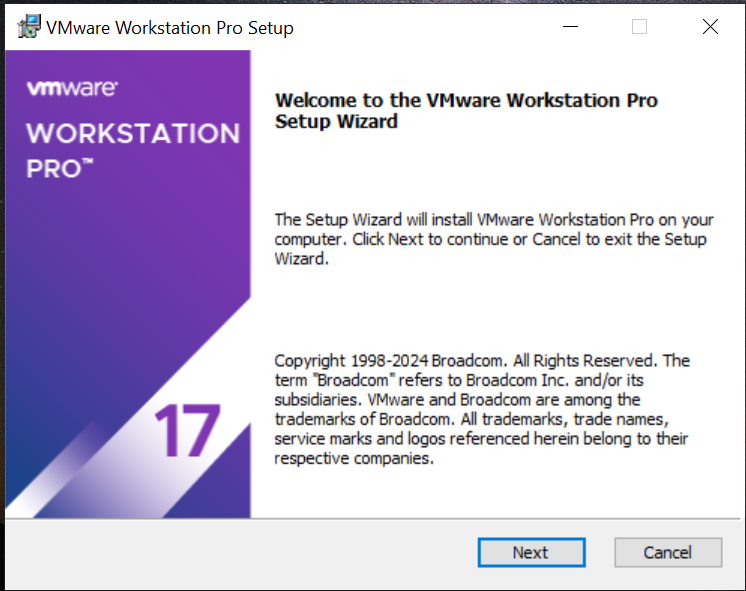 VMware Workstation Pro Setup
vmware®
WORKSTATION
PRO™
17
Welcome to the VMware Workstation Pro
Setup Wizard
The Setup Wizard will install VMware Workstation Pro on your
computer. Click Next to continue or Cancel to exit the Setup
Wizard.
Copyright 1998-2024 Broadcom. All Rights Reserved. The
term "Broadcom" refers to Broadcom Inc. and/or its
subsidiaries. VMware and Broadcom are among the
trademarks of Broadcom. All trademarks, trade names,
service marks and logos referenced herein belong to their
respective companies.
Next
Cancel